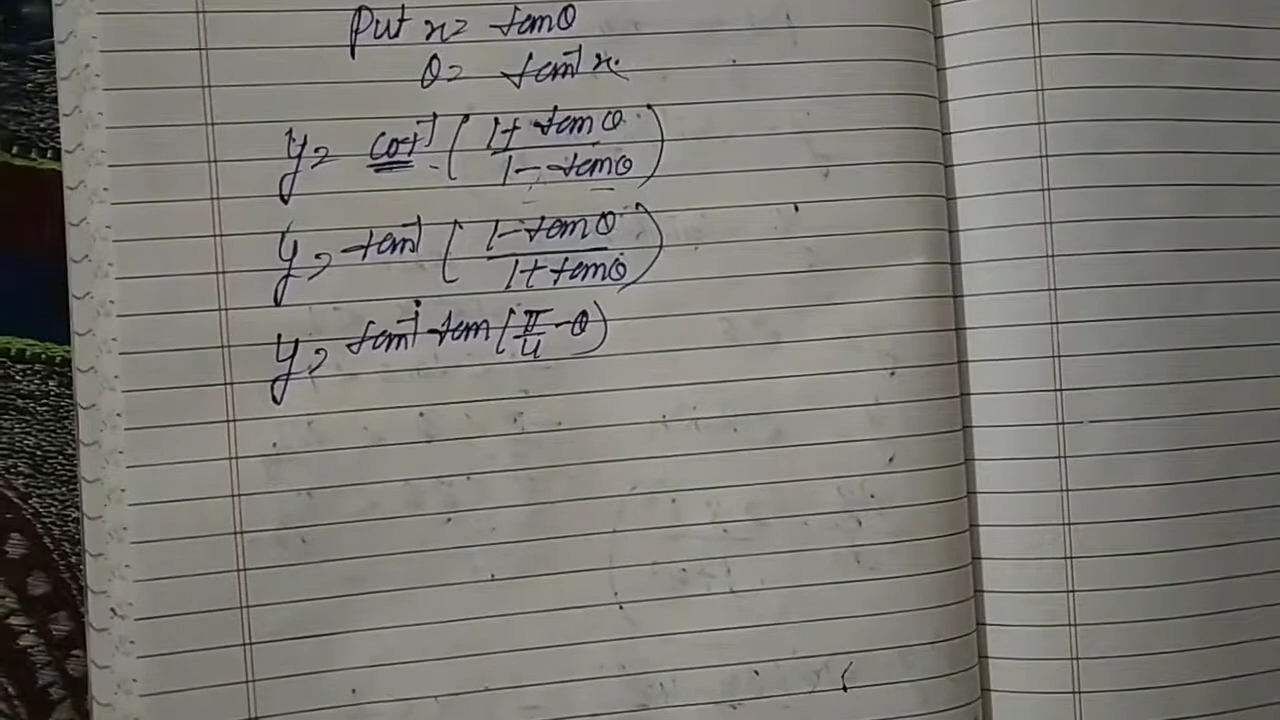 Put x = tanθ
θ = tan⁻¹ x.
y = cot⁻¹ ( 1 + tanθ / 1 - tanθ )
y = tan⁻¹ ( 1 - tanθ / 1 + tanθ )
y = tan⁻¹ tan ( π/4 - θ )